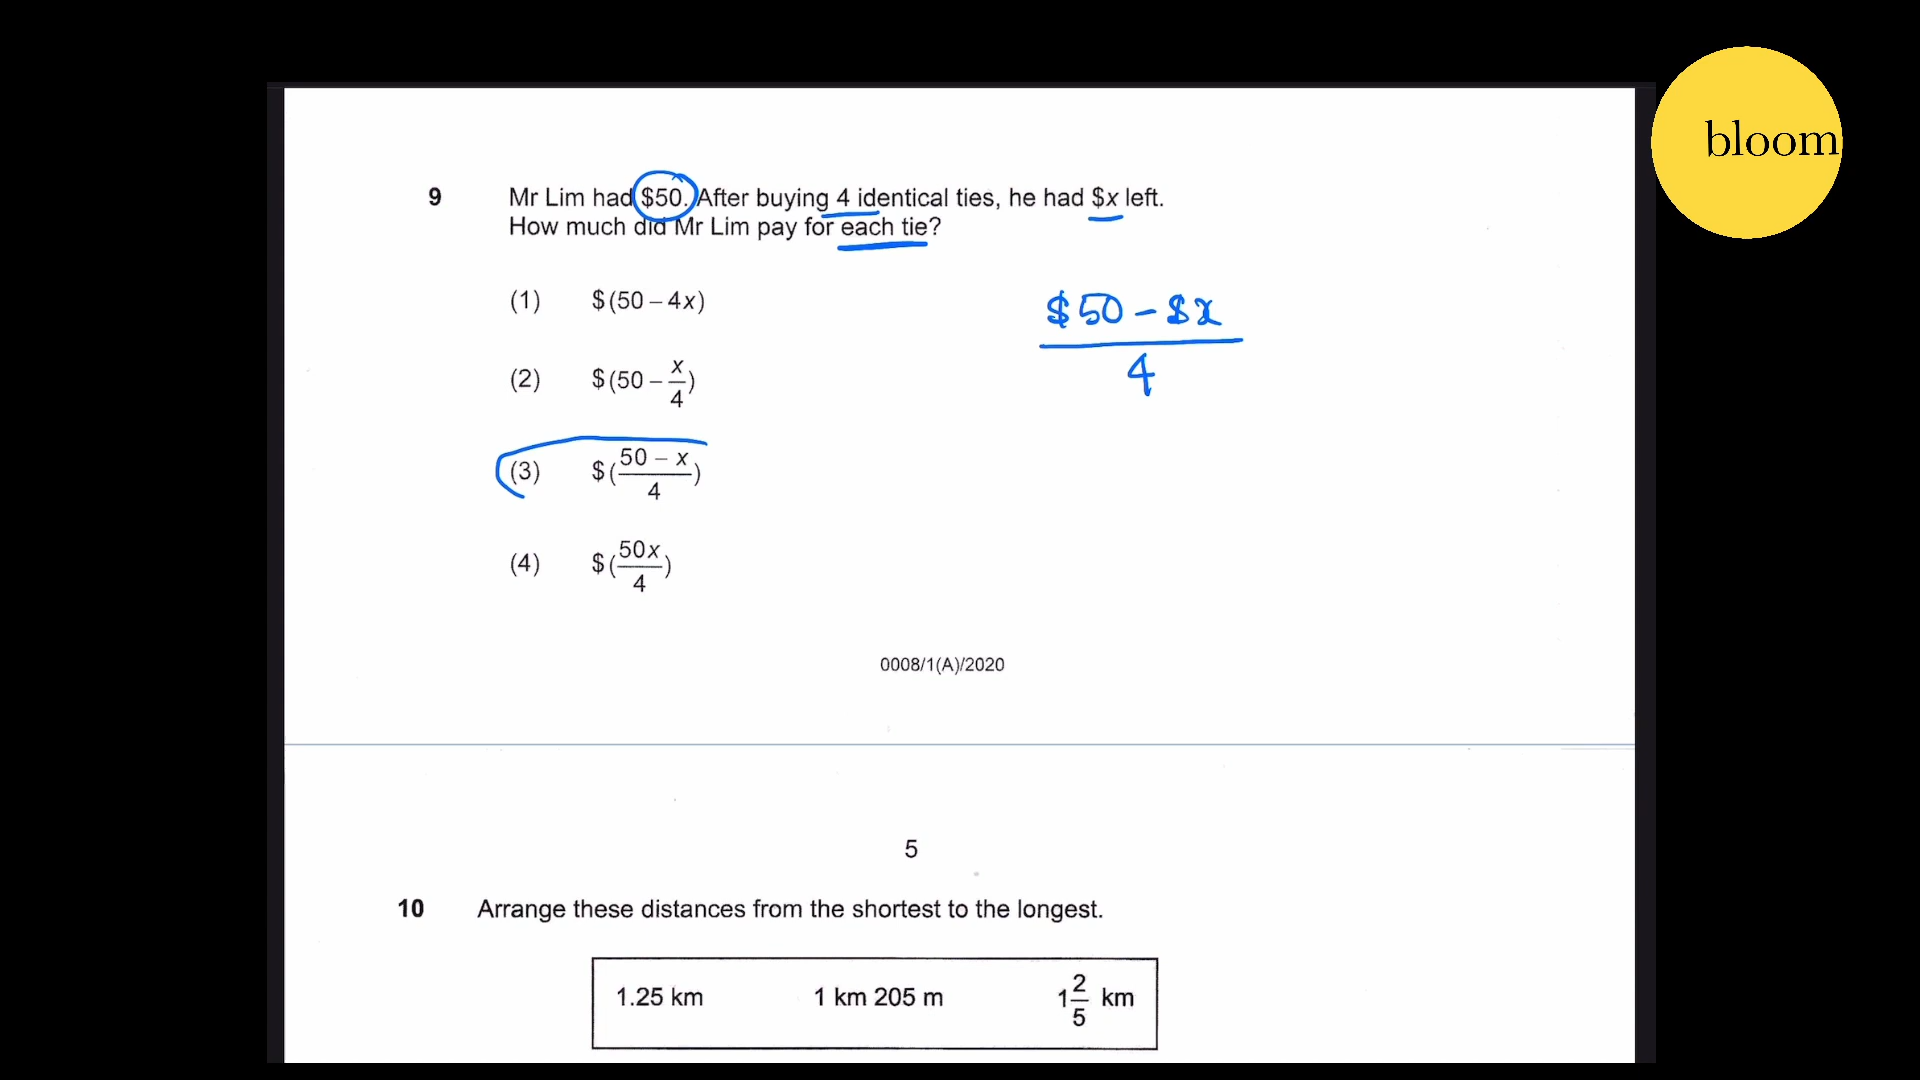 bloom
9 Mr Lim had $50. After buying 4 identical ties, he had $x left.
How much did Mr Lim pay for each tie?
(1) $(50 – 4x)
$50 – $x
4
(2) $(50 – x/4)
(3) $(50 – x/4)
(4) $(50x/4)
0008/1(A)/2020
5
10 Arrange these distances from the shortest to the longest.
1.25 km 1 km 205 m 1 2/5 km